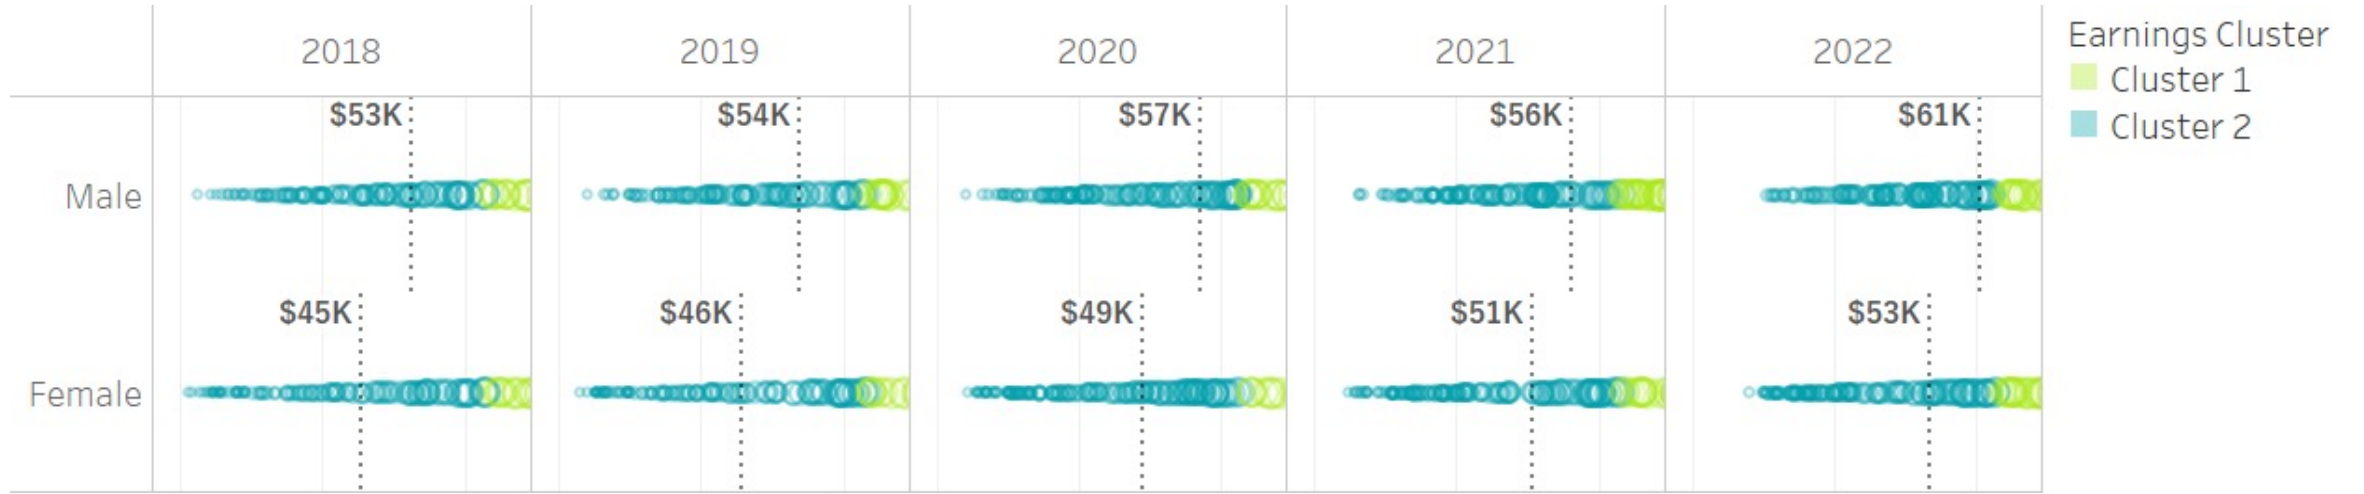 2018 2019 2020 2021 2022
Earnings Cluster
Cluster 1
Cluster 2
$53K $54K $57K $56K $61K
Male
$45K $46K $49K $51K $53K
Female